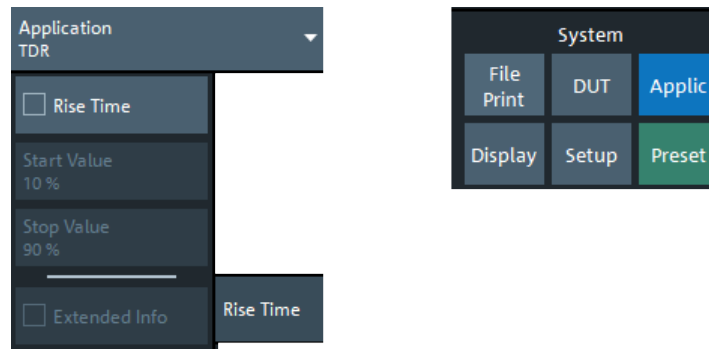 Application
TDR
Rise Time
Start Value
10 %
Stop Value
90 %
Extended Info
Rise Time
System
File
Print
DUT
Applic
Display
Setup
Preset